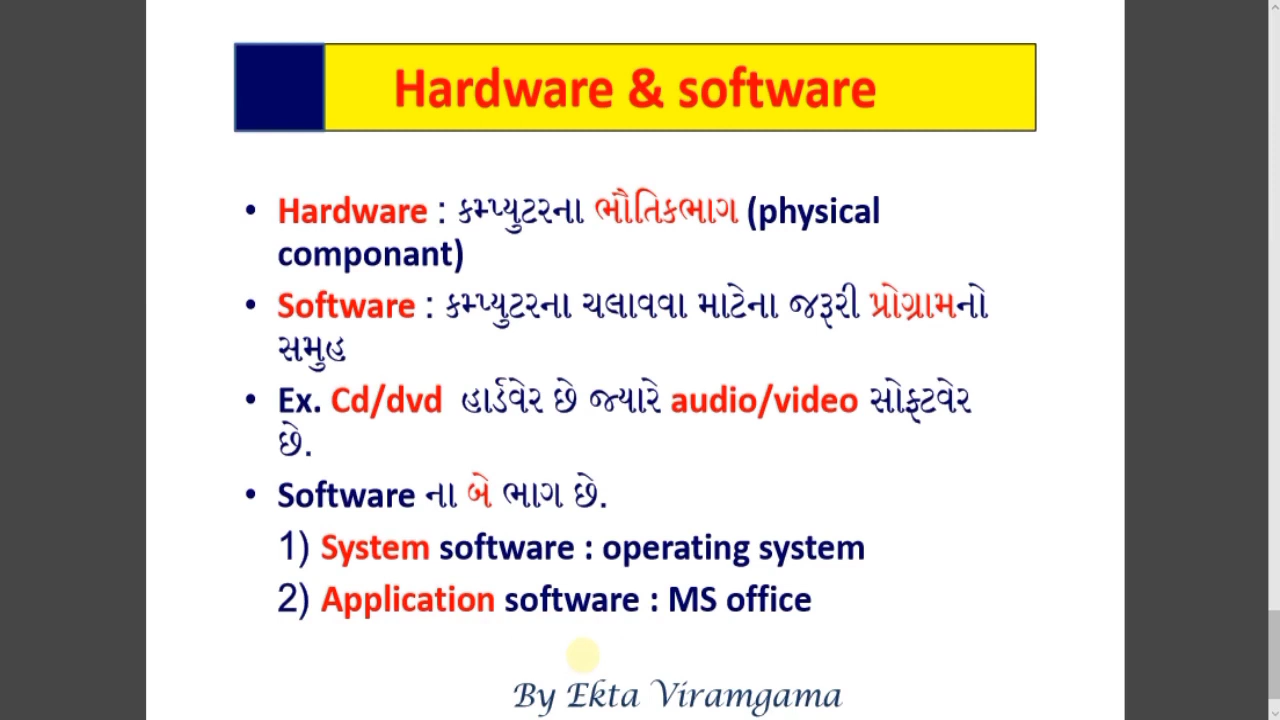 Hardware & software
• Hardware : કમ્પ્યુટરના ભૌતિકભાગ (physical
componant)
• Software : કમ્પ્યુટરના ચલાવવા માટેના જરૂરી પ્રોગ્રામનો
સમુહ
• Ex. Cd/dvd હાર્ડવેર છે જ્યારે audio/video સોફ્ટવેર
છે.
• Software ના બે ભાગ છે.
1) System software : operating system
2) Application software : MS office
By Ekta Viramgama